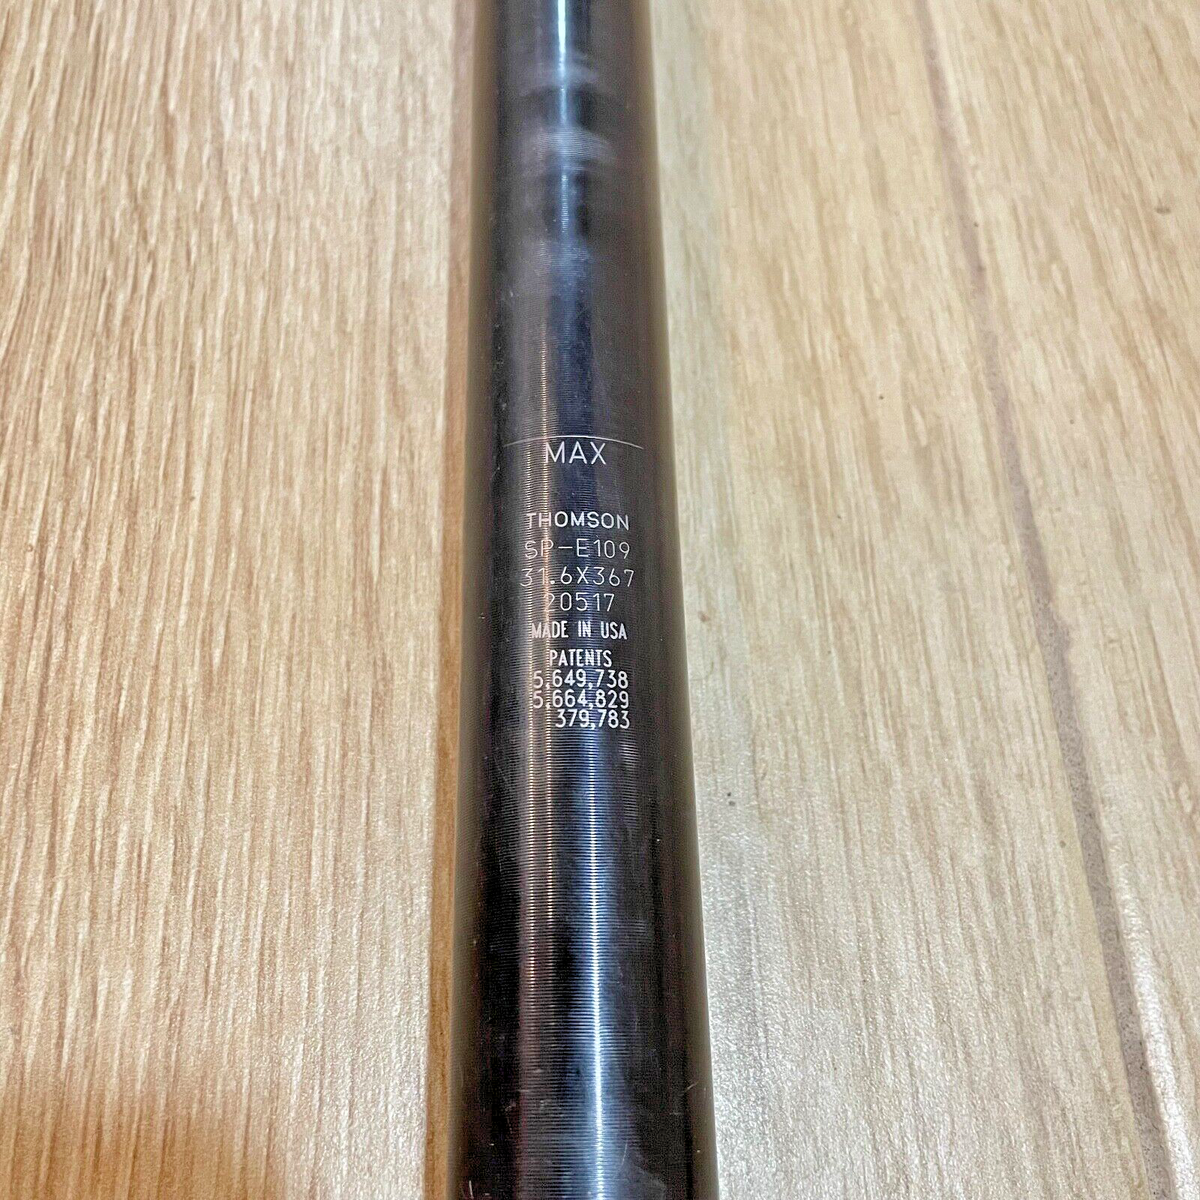 MAX
THOMSON
SP-E109
31.6X367
20517
MADE IN USA
PATENTS
5,649,738
5,664,829
379,783